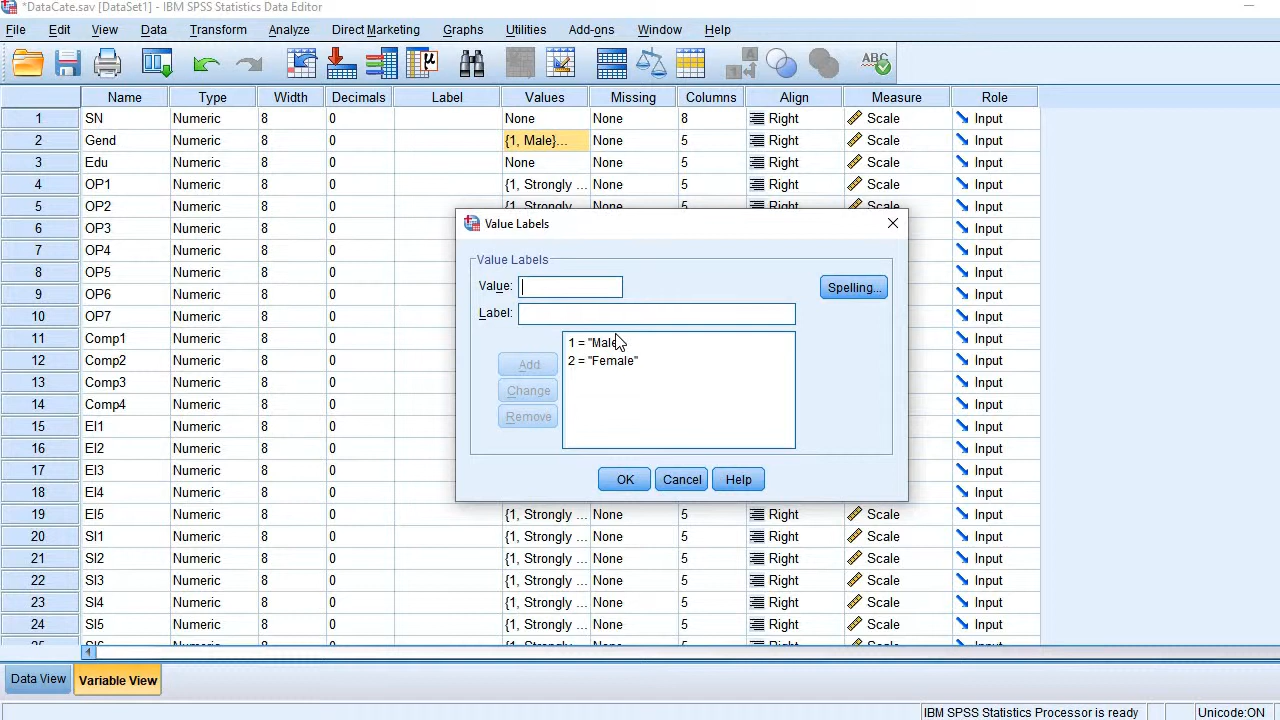 *DataCate.sav [DataSet1] - IBM SPSS Statistics Data Editor
File Edit View Data Transform Analyze Direct Marketing Graphs Utilities Add-ons Window Help
Name Type Width Decimals Label Values Missing Columns Align Measure Role
1 SN Numeric 8 0 None None 8 Right Scale Input
2 Gend Numeric 8 0 {1, Male}... None 5 Right Scale Input
3 Edu Numeric 8 0 None None 5 Right Scale Input
4 OP1 Numeric 8 0 {1, Strongly ... None 5 Right Scale Input
5 OP2 Numeric 8 0 {1, Strongly ... None 5 Right Scale Input
6 OP3 Numeric 8 0 Input
7 OP4 Numeric 8 0 Input
8 OP5 Numeric 8 0 Input
9 OP6 Numeric 8 0 Input
10 OP7 Numeric 8 0 Input
11 Comp1 Numeric 8 0 Input
12 Comp2 Numeric 8 0 Input
13 Comp3 Numeric 8 0 Input
14 Comp4 Numeric 8 0 Input
15 EI1 Numeric 8 0 Input
16 EI2 Numeric 8 0 Input
17 EI3 Numeric 8 0 Input
18 EI4 Numeric 8 0 Input
19 EI5 Numeric 8 0 {1, Strongly ... None 5 Right Scale Input
20 SI1 Numeric 8 0 {1, Strongly ... None 5 Right Scale Input
21 SI2 Numeric 8 0 {1, Strongly ... None 5 Right Scale Input
22 SI3 Numeric 8 0 {1, Strongly ... None 5 Right Scale Input
23 SI4 Numeric 8 0 {1, Strongly ... None 5 Right Scale Input
24 SI5 Numeric 8 0 {1, Strongly ... None 5 Right Scale Input
Value Labels
Value Labels
Value:
Spelling...
Label:
1 = "Male
2 = "Female"
Add
Change
Remove
OK Cancel Help
Data View Variable View
IBM SPSS Statistics Processor is ready Unicode:ON